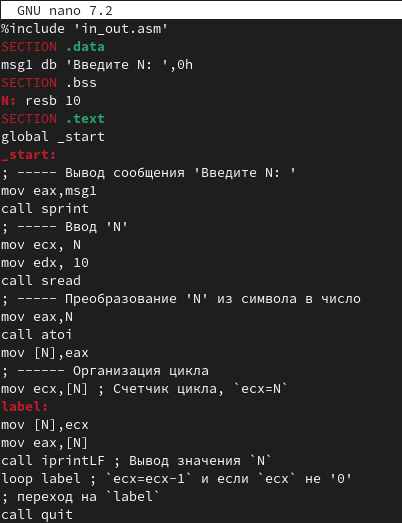 GNU nano 7.2
%include 'in_out.asm'
SECTION .data
msg1 db 'Введите N: ',0h
SECTION .bss
N: resb 10
SECTION .text
global _start
_start:
; ----- Вывод сообщения 'Введите N: '
mov eax,msg1
call sprint
; ----- Ввод 'N'
mov ecx, N
mov edx, 10
call sread
; ----- Преобразование 'N' из символа в число
mov eax,N
call atoi
mov [N],eax
; ------ Организация цикла
mov ecx,[N] ; Счетчик цикла, `ecx=N`
label:
mov [N],ecx
mov eax,[N]
call iprintLF ; Вывод значения `N`
loop label ; `ecx=ecx-1` и если `ecx` не '0'
; переход на `label`
call quit